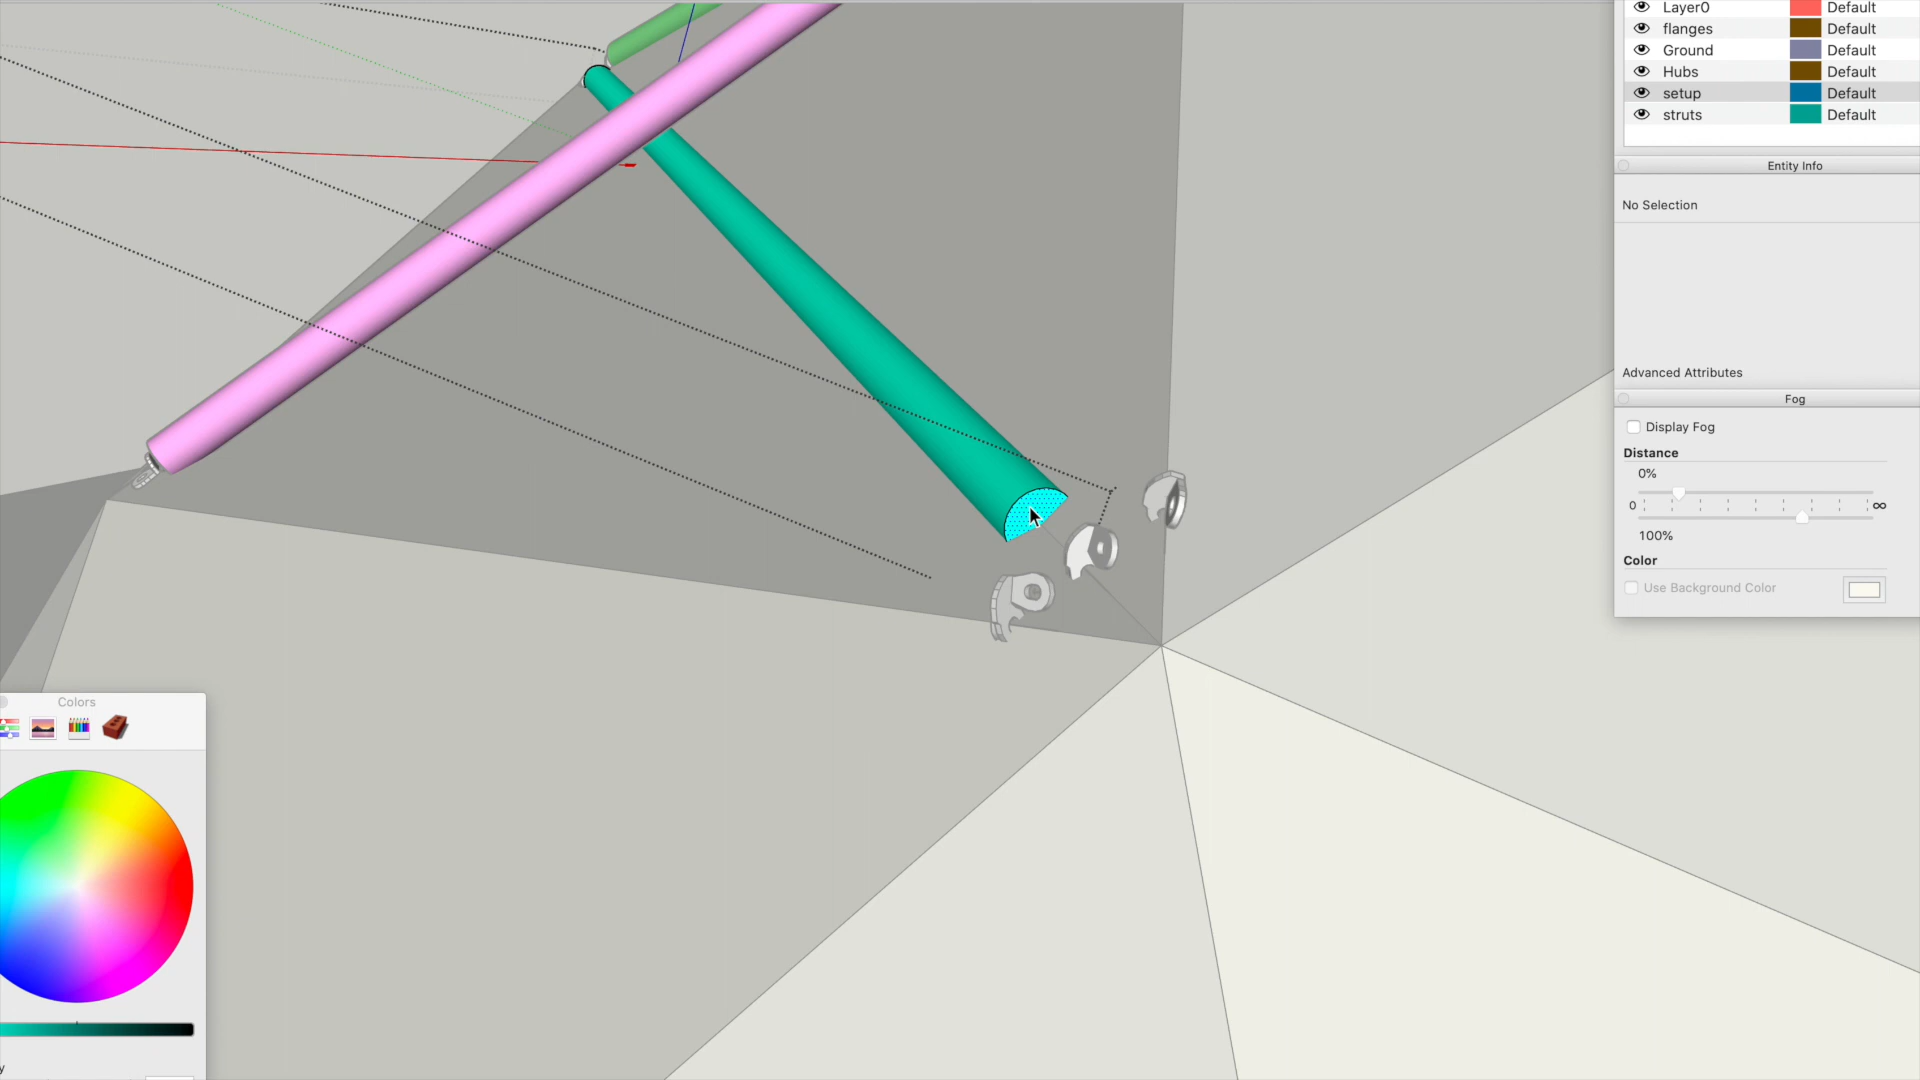 Layer0 Default
flanges Default
Ground Default
Hubs Default
setup Default
struts Default
Entity Info
No Selection
Advanced Attributes
Fog
Display Fog
Distance
0%
0 ∞
100%
Color
Use Background Color
Colors
y